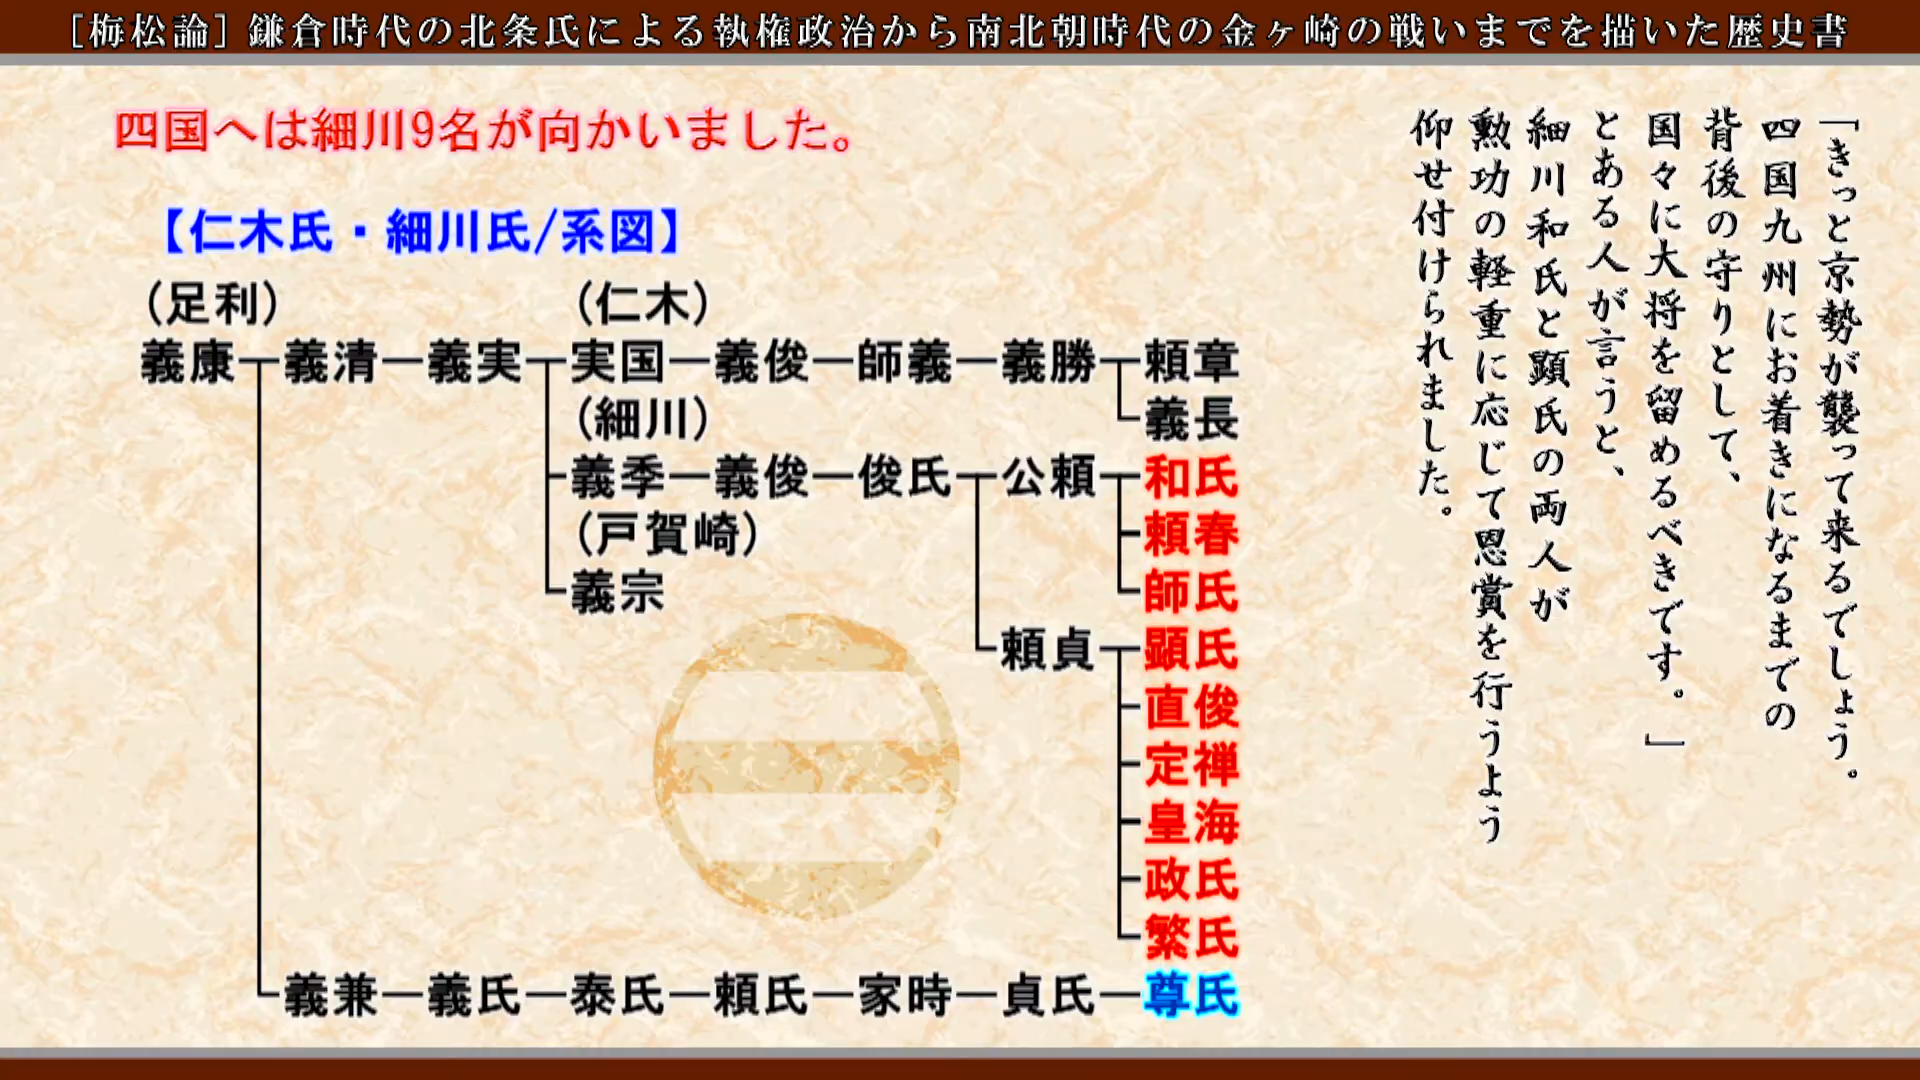 ［梅松論］鎌倉時代の北条氏による執権政治から南北朝時代の金ヶ崎の戦いまでを描いた歴史書
「きっと京勢が襲って来るでしょう。
四国九州にお着きになるまでの
背後の守りとして、
国々に大将を留めるべきです。」
とある人が言うと、
細川和氏と顕氏の両人が
勲功の軽重に応じて恩賞を行うよう
仰せ付けられました。
四国へは細川9名が向かいました。
【仁木氏・細川氏/系図】
(足利) (仁木)
義康 義清 義実 実国 義俊 師義 義勝 頼章
(細川) 義長
義季 義俊 俊氏 公頼 和氏
(戸賀崎) 頼春
義宗 師氏
頼貞 顕氏
直俊
定禅
皇海
政氏
繁氏
義兼 義氏 泰氏 頼氏 家時 貞氏 尊氏